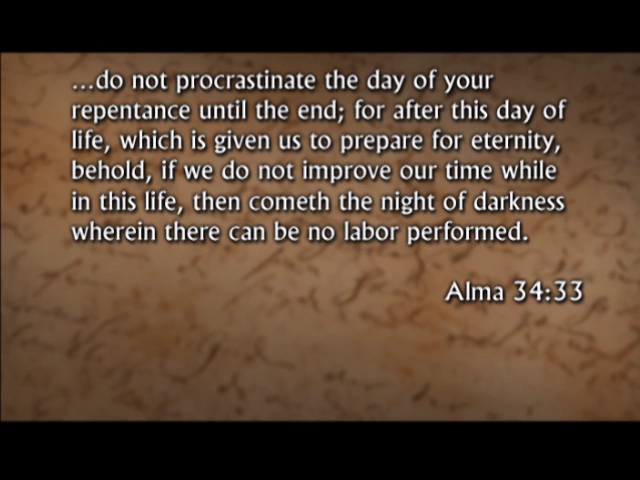 ...do not procrastinate the day of your
repentance until the end; for after this day of
life, which is given us to prepare for eternity,
behold, if we do not improve our time while
in this life, then cometh the night of darkness
wherein there can be no labor performed.
Alma 34:33